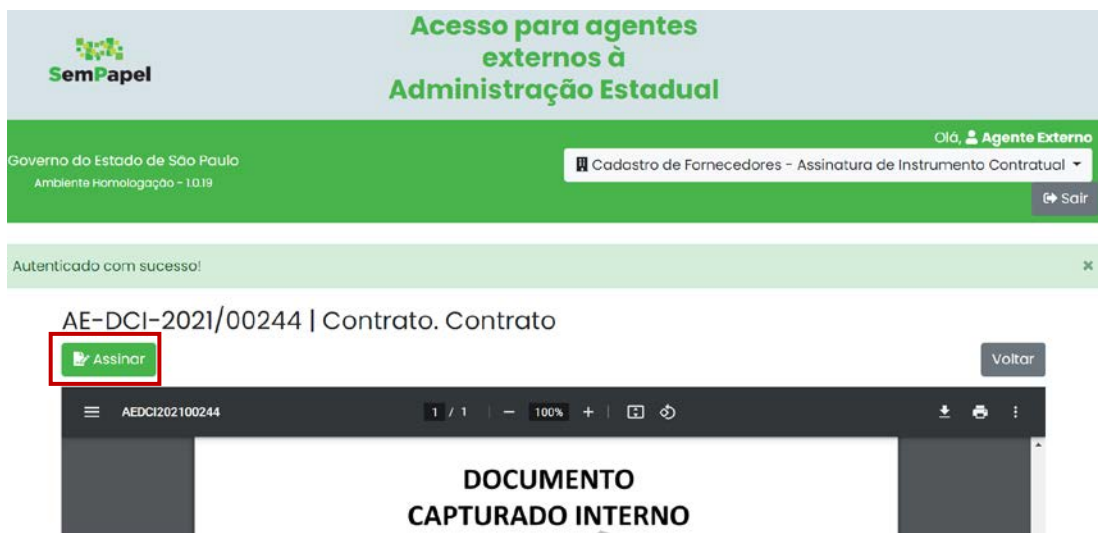 SemPapel
Acesso para agentes
externos à
Administração Estadual
Olá, Agente Externo
Governo do Estado de São Paulo
Ambiente Homologação - 1.0.19
Cadastro de Fornecedores - Assinatura de Instrumento Contratual
Sair
Autenticado com sucesso!
×
AE-DCI-2021/00244 | Contrato. Contrato
Assinar
Voltar
AEDCI202100244
1 / 1 | − 100% + |
DOCUMENTO
CAPTURADO INTERNO